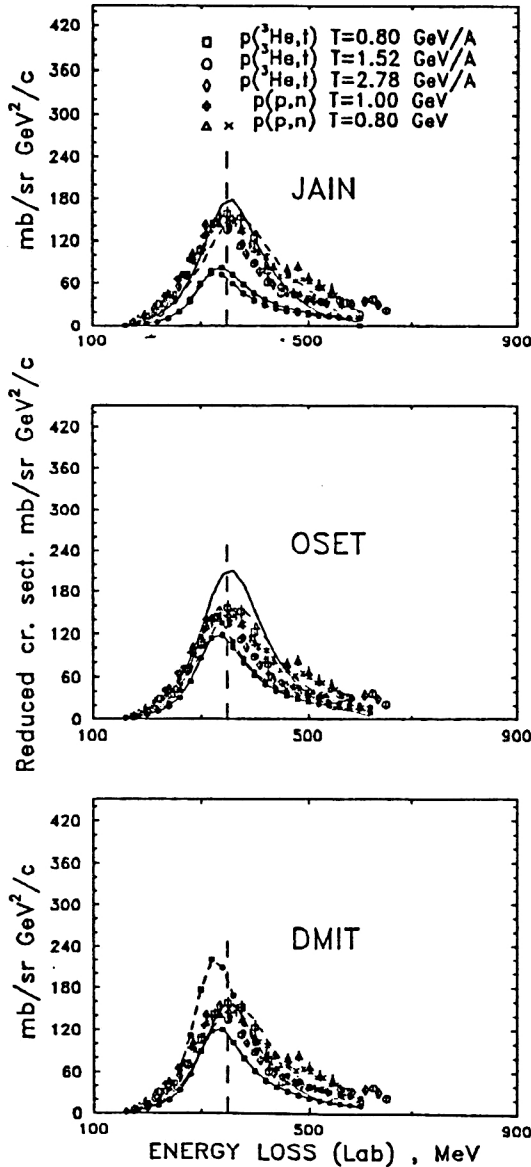 □ p(³He,t) T=0.80 GeV/A
○ p(³He,t) T=1.52 GeV/A
◊ p(³He,t) T=2.78 GeV/A
p(p,n) T=1.00 GeV
△ × p(p,n) T=0.80 GeV
mb/sr GeV²/c
420
360
300
240
180
120
60
0
JAIN
100
500
900
Reduced cr. sect. mb/sr GeV²/c
420
360
300
240
180
120
60
0
OSET
100
500
900
mb/sr GeV²/c
420
360
300
240
180
120
60
0
DMIT
100
500
900
ENERGY LOSS (Lab) , MeV